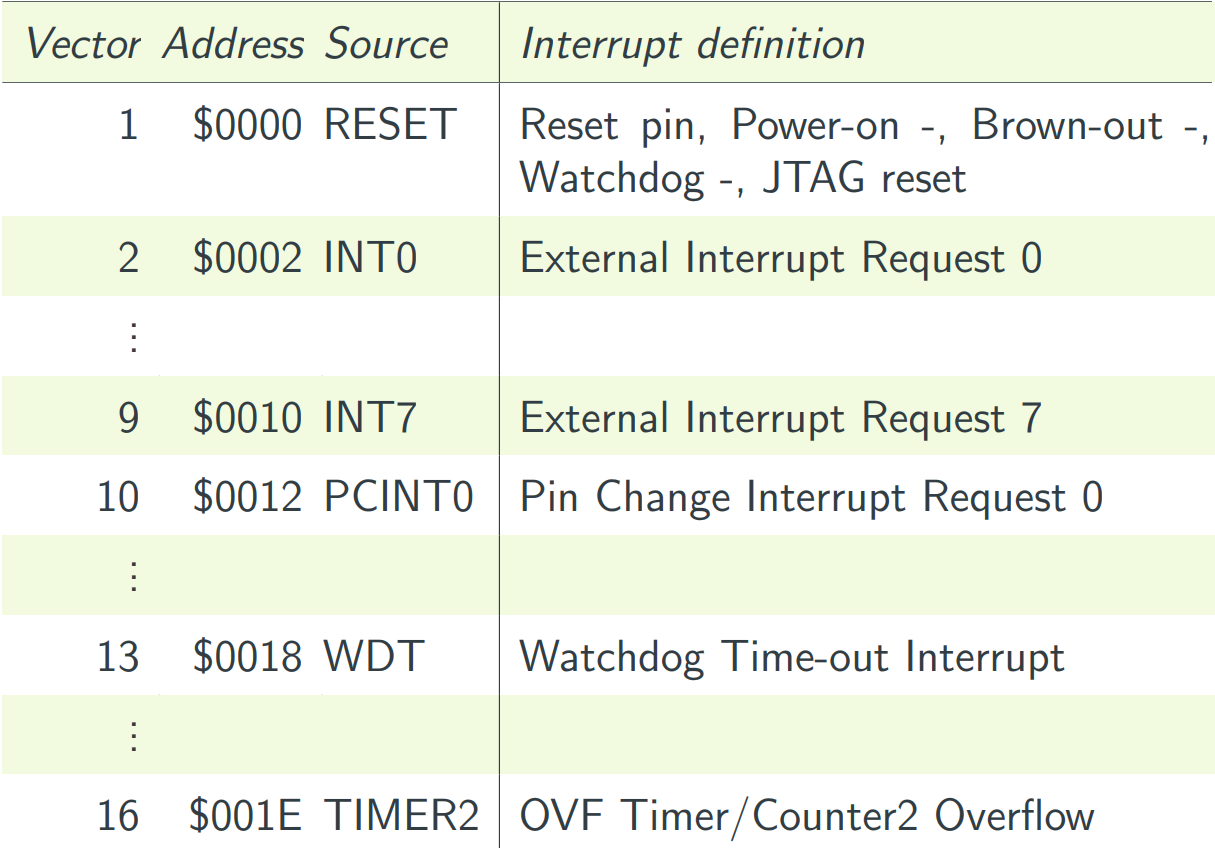 Vector Address Source Interrupt definition
1 $0000 RESET Reset pin, Power-on -, Brown-out -,
Watchdog -, JTAG reset
2 $0002 INT0 External Interrupt Request 0
⋮
9 $0010 INT7 External Interrupt Request 7
10 $0012 PCINT0 Pin Change Interrupt Request 0
⋮
13 $0018 WDT Watchdog Time-out Interrupt
⋮
16 $001E TIMER2 OVF Timer/Counter2 Overflow